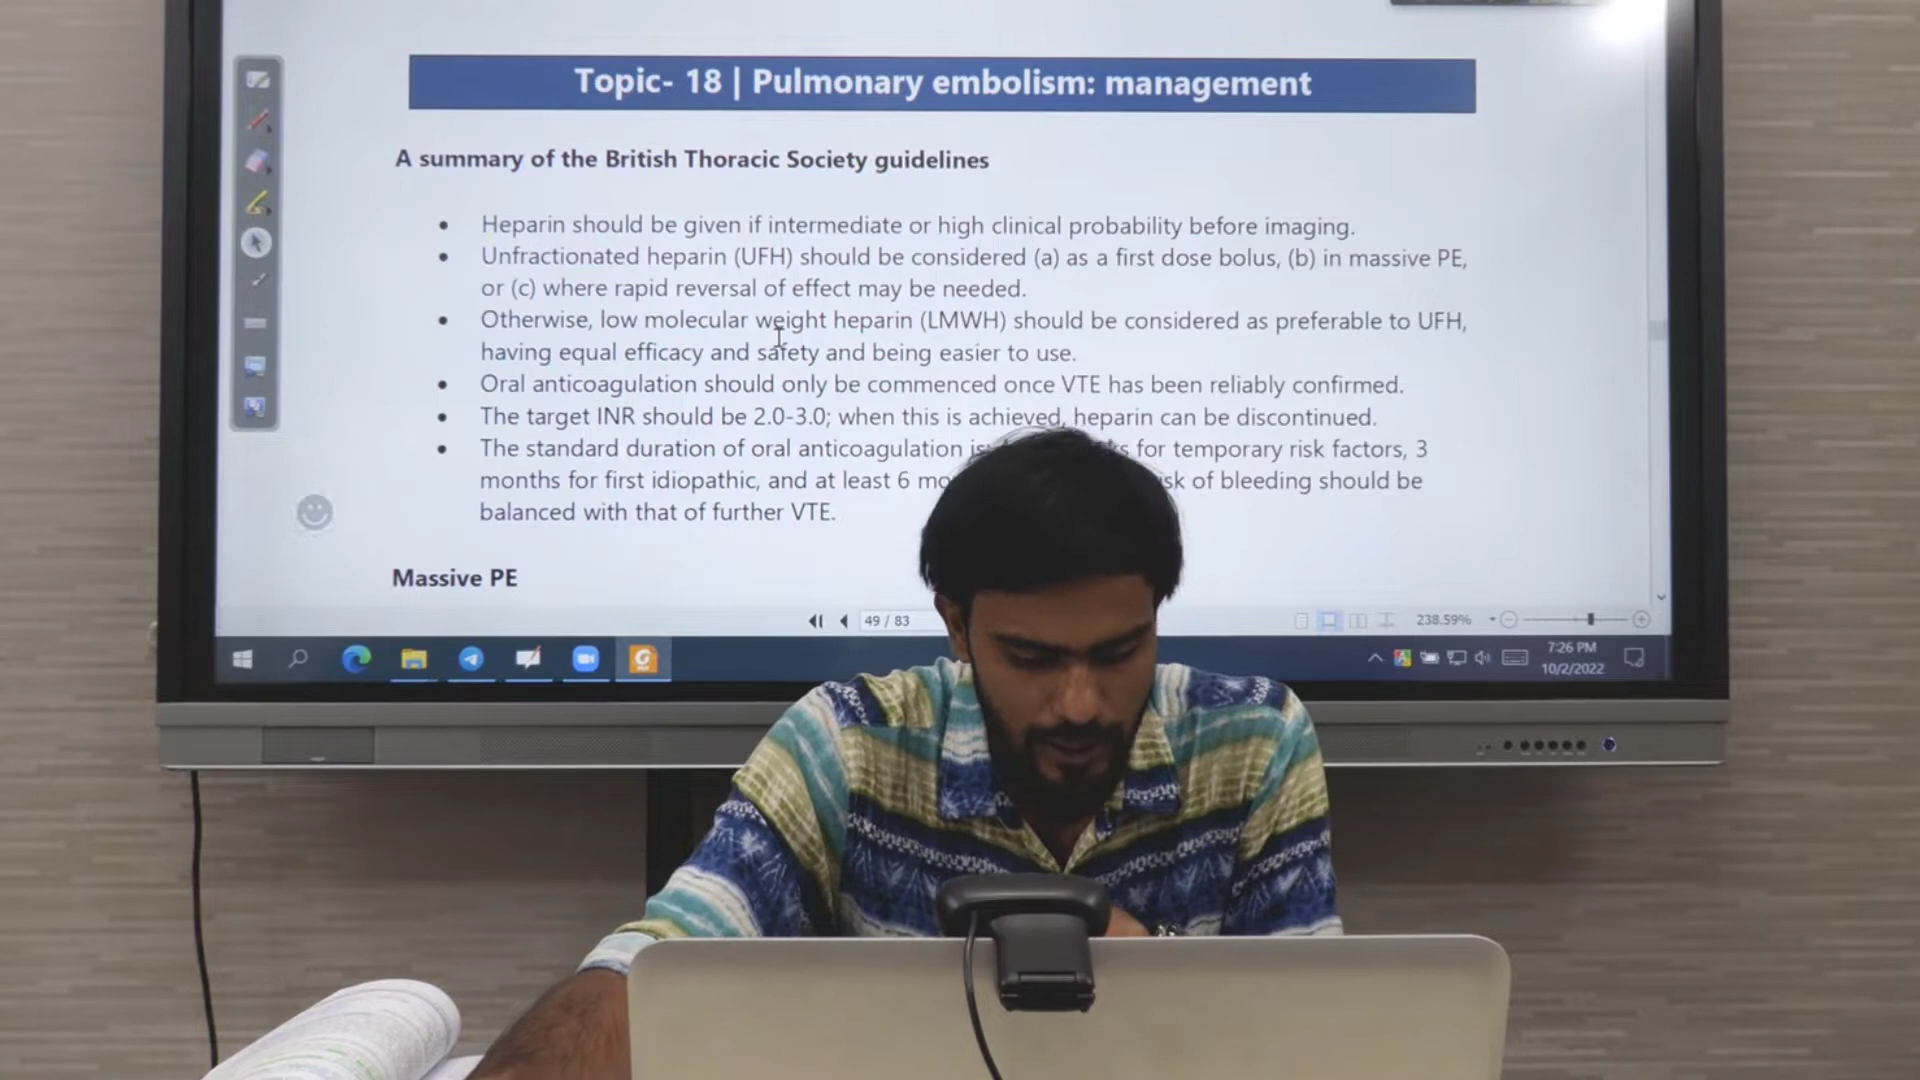 Topic- 18 | Pulmonary embolism: management
A summary of the British Thoracic Society guidelines
• Heparin should be given if intermediate or high clinical probability before imaging.
• Unfractionated heparin (UFH) should be considered (a) as a first dose bolus, (b) in massive PE,
or (c) where rapid reversal of effect may be needed.
• Otherwise, low molecular weight heparin (LMWH) should be considered as preferable to UFH,
having equal efficacy and safety and being easier to use.
• Oral anticoagulation should only be commenced once VTE has been reliably confirmed.
• The target INR should be 2.0-3.0; when this is achieved, heparin can be discontinued.
• The standard duration of oral anticoagulation is for temporary risk factors, 3
months for first idiopathic, and at least 6 of bleeding should be
balanced with that of further VTE.
Massive PE
49 / 83
238.59%
7:26 PM
10/2/2022